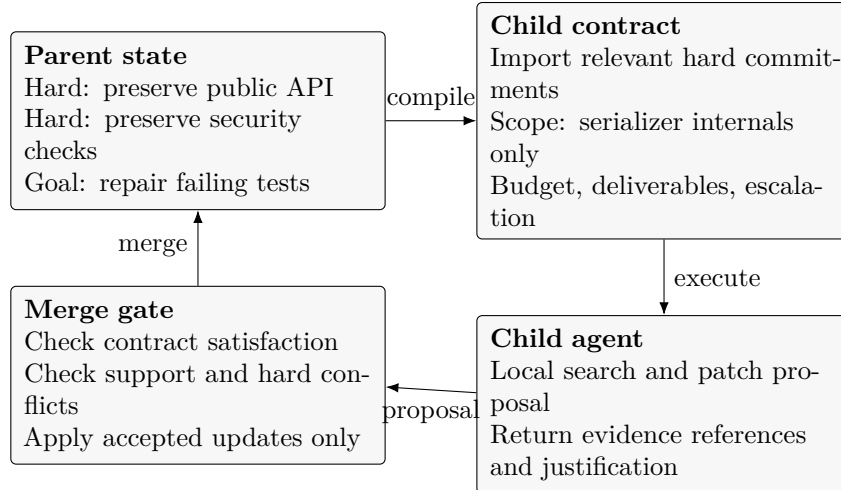 Parent state
Hard: preserve public API
Hard: preserve security
checks
Goal: repair failing tests
compile
Child contract
Import relevant hard commit-
ments
Scope: serializer internals
only
Budget, deliverables, escala-
tion
execute
Child agent
Local search and patch pro-
posal
Return evidence references
and justification
proposal
Merge gate
Check contract satisfaction
Check support and hard con-
flicts
Apply accepted updates only
merge